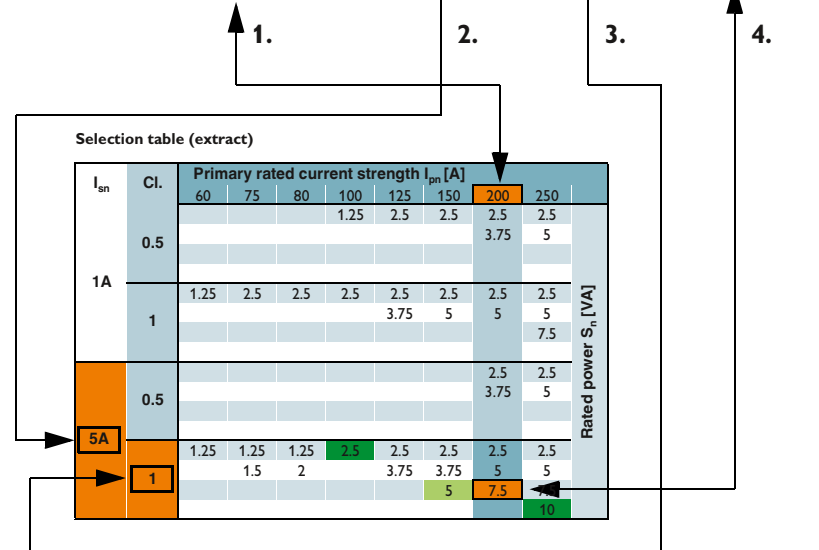 1. 2. 3. 4.
Selection table (extract)
Isn Cl. Primary rated current strength Ipn [A]
60 75 80 100 125 150 200 250
1.25 2.5 2.5 2.5 2.5
3.75 5
0.5
1A
1.25 2.5 2.5 2.5 2.5 2.5 2.5 2.5
3.75 5 5 5
1
7.5
2.5 2.5
3.75 5
0.5
5A
1.25 1.25 1.25 2.5 2.5 2.5 2.5 2.5
1.5 2 3.75 3.75 5 5
1
5 7.5
10
Rated power Sn [VA]